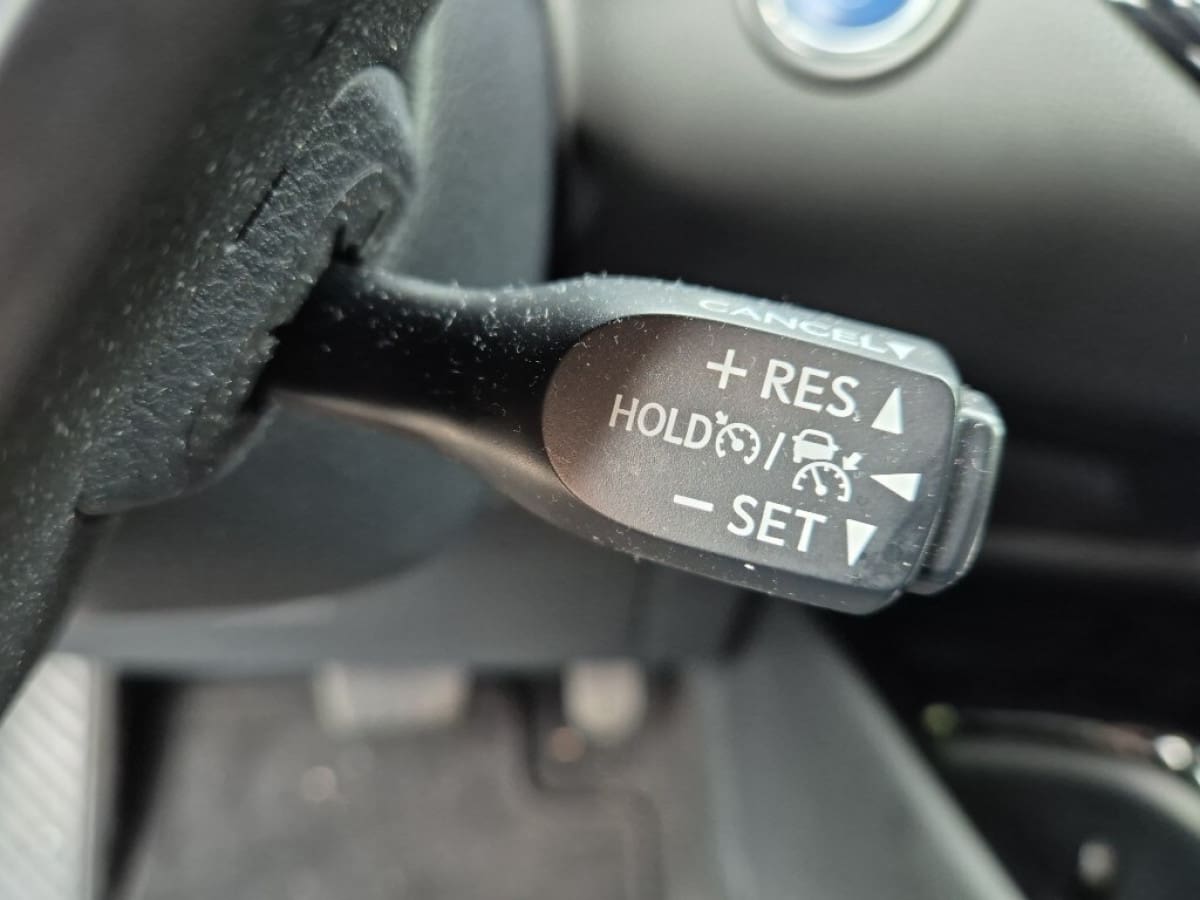 CANCEL▼
+ RES ▲
HOLD / ◀
− SET ▼